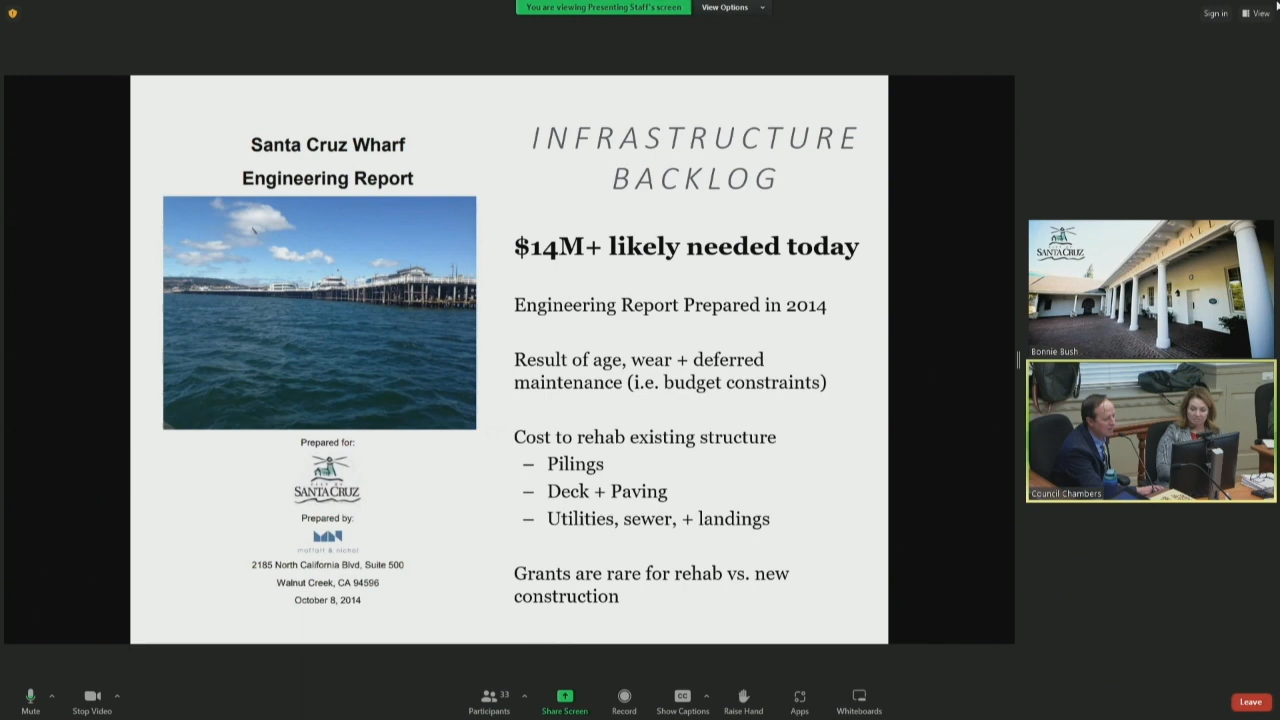 You are viewing Presenting Staff's screen
View Options
Sign in
View
Santa Cruz Wharf
Engineering Report
Prepared for:
SANTA CRUZ
Prepared by:
moffatt & nichol
2185 North California Blvd, Suite 500
Walnut Creek, CA 94596
October 8, 2014
INFRASTRUCTURE
BACKLOG
$14M+ likely needed today
Engineering Report Prepared in 2014
Result of age, wear + deferred
maintenance (i.e. budget constraints)
Cost to rehab existing structure
– Pilings
– Deck + Paving
– Utilities, sewer, + landings
Grants are rare for rehab vs. new
construction
SANTA CRUZ
HALL
Bonnie Bush
Council Chambers
Mute
Stop Video
Participants
33
Share Screen
Record
CC
Show Captions
Raise Hand
Apps
Whiteboards
Leave